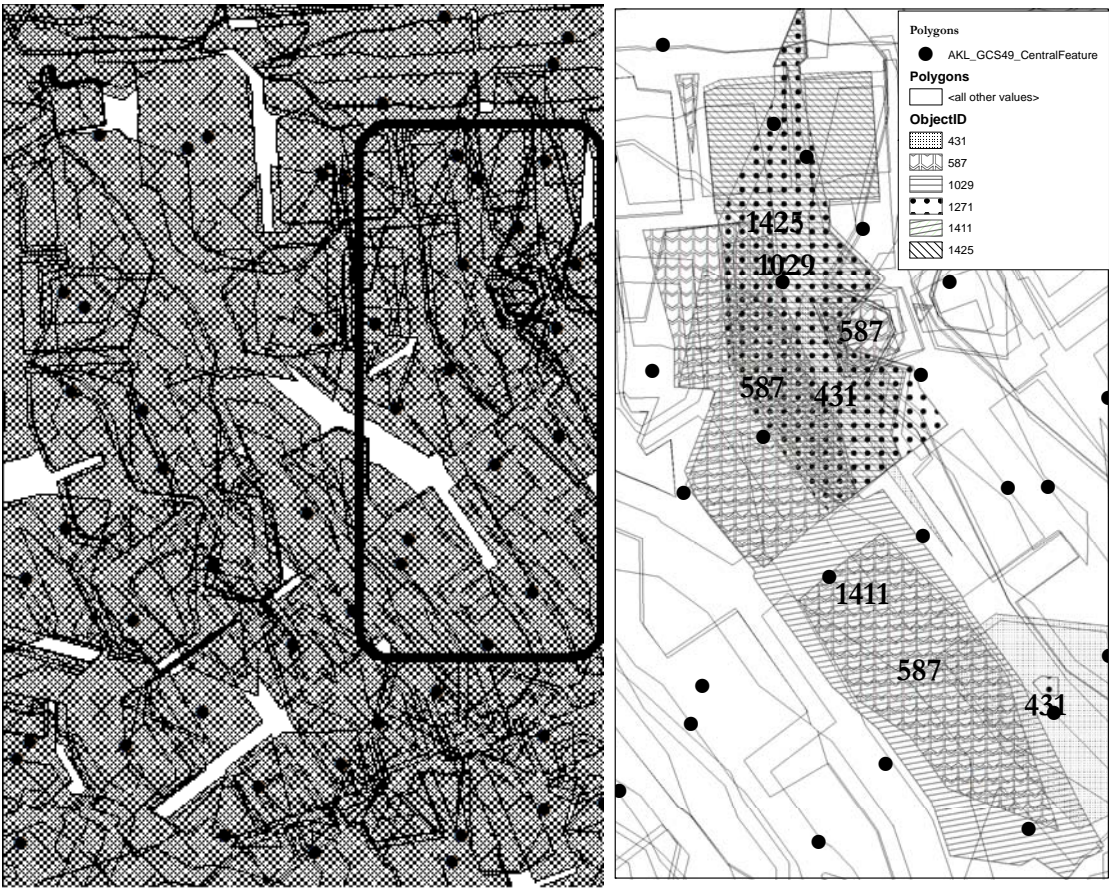 Polygons
AKL_GCS49_CentralFeature
Polygons
<all other values>
ObjectID
431
587
1029
1271
1411
1425
1425
1029
587
587
431
1411
587
431